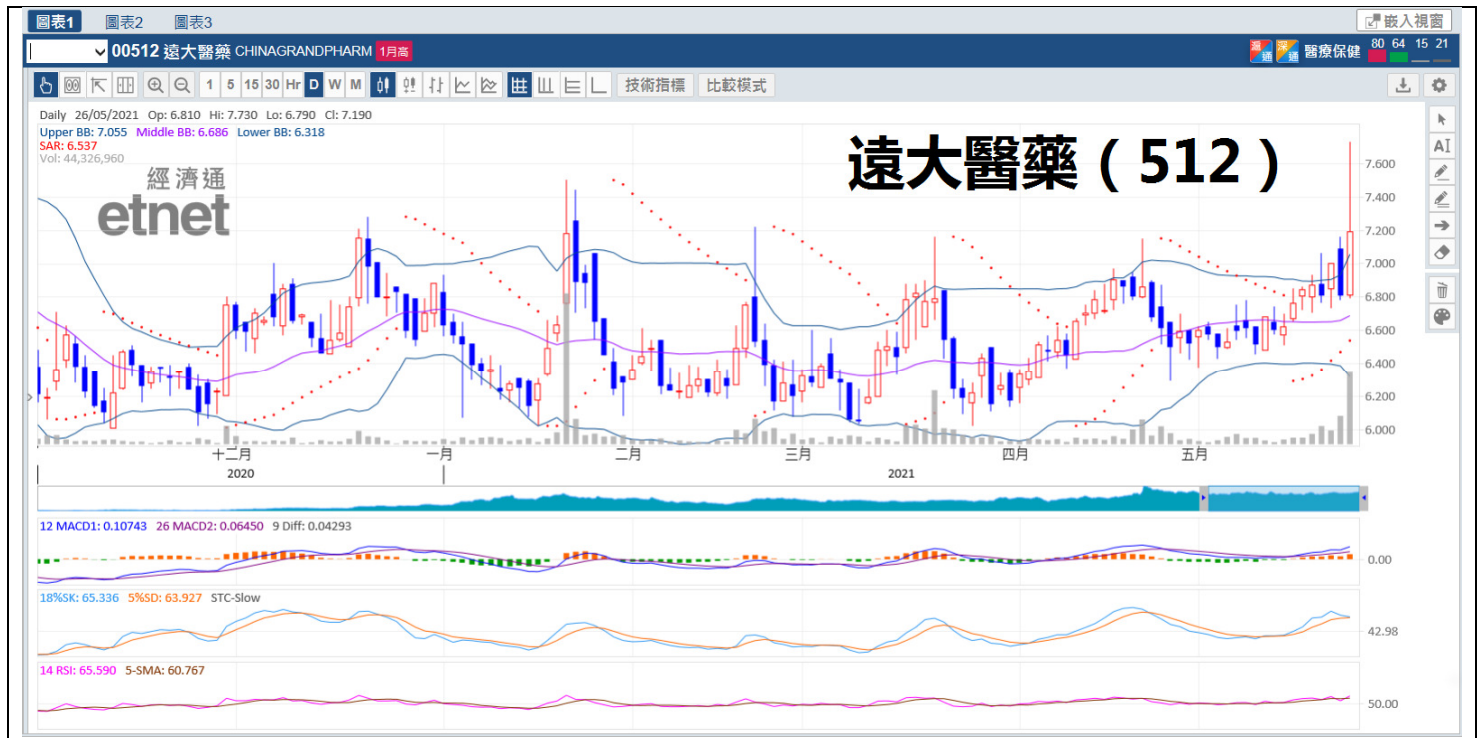 圖表1 圖表2 圖表3 嵌入視窗
00512 遠大醫藥 CHINAGRANDPHARM 1月高 滬通 深通 醫療保健 80 64 15 21
1 5 15 30 Hr D W M 技術指標 比較模式
Daily 26/05/2021 Op: 6.810 Hi: 7.730 Lo: 6.790 Cl: 7.190
Upper BB: 7.055 Middle BB: 6.686 Lower BB: 6.318
SAR: 6.537
Vol: 44,326,960
經濟通
etnet
遠大醫藥(512)
AI
7.600
7.400
7.200
7.000
6.800
6.600
6.400
6.200
6.000
十二月 一月 二月 三月 四月 五月
2020 2021
12 MACD1: 0.10743 26 MACD2: 0.06450 9 Diff: 0.04293
0.00
18%SK: 65.336 5%SD: 63.927 STC-Slow
42.98
14 RSI: 65.590 5-SMA: 60.767
50.00